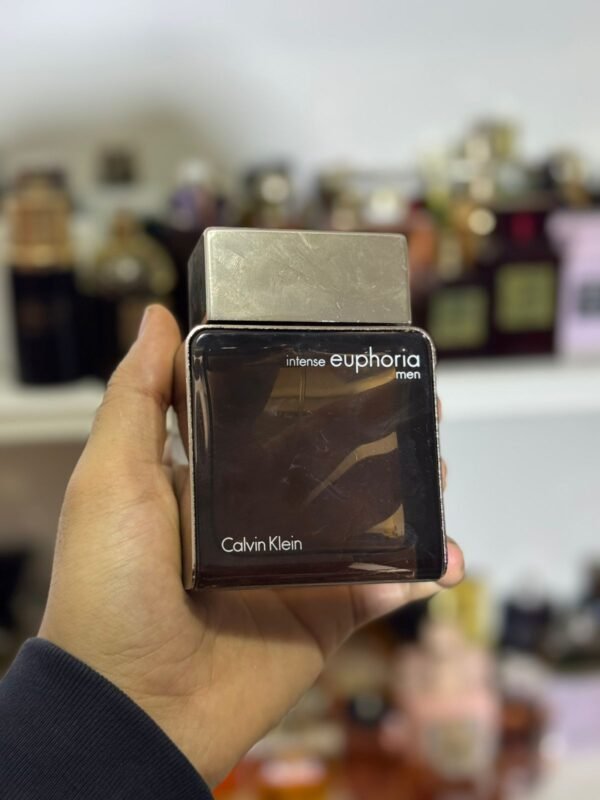 intense euphoria
men
Calvin Klein